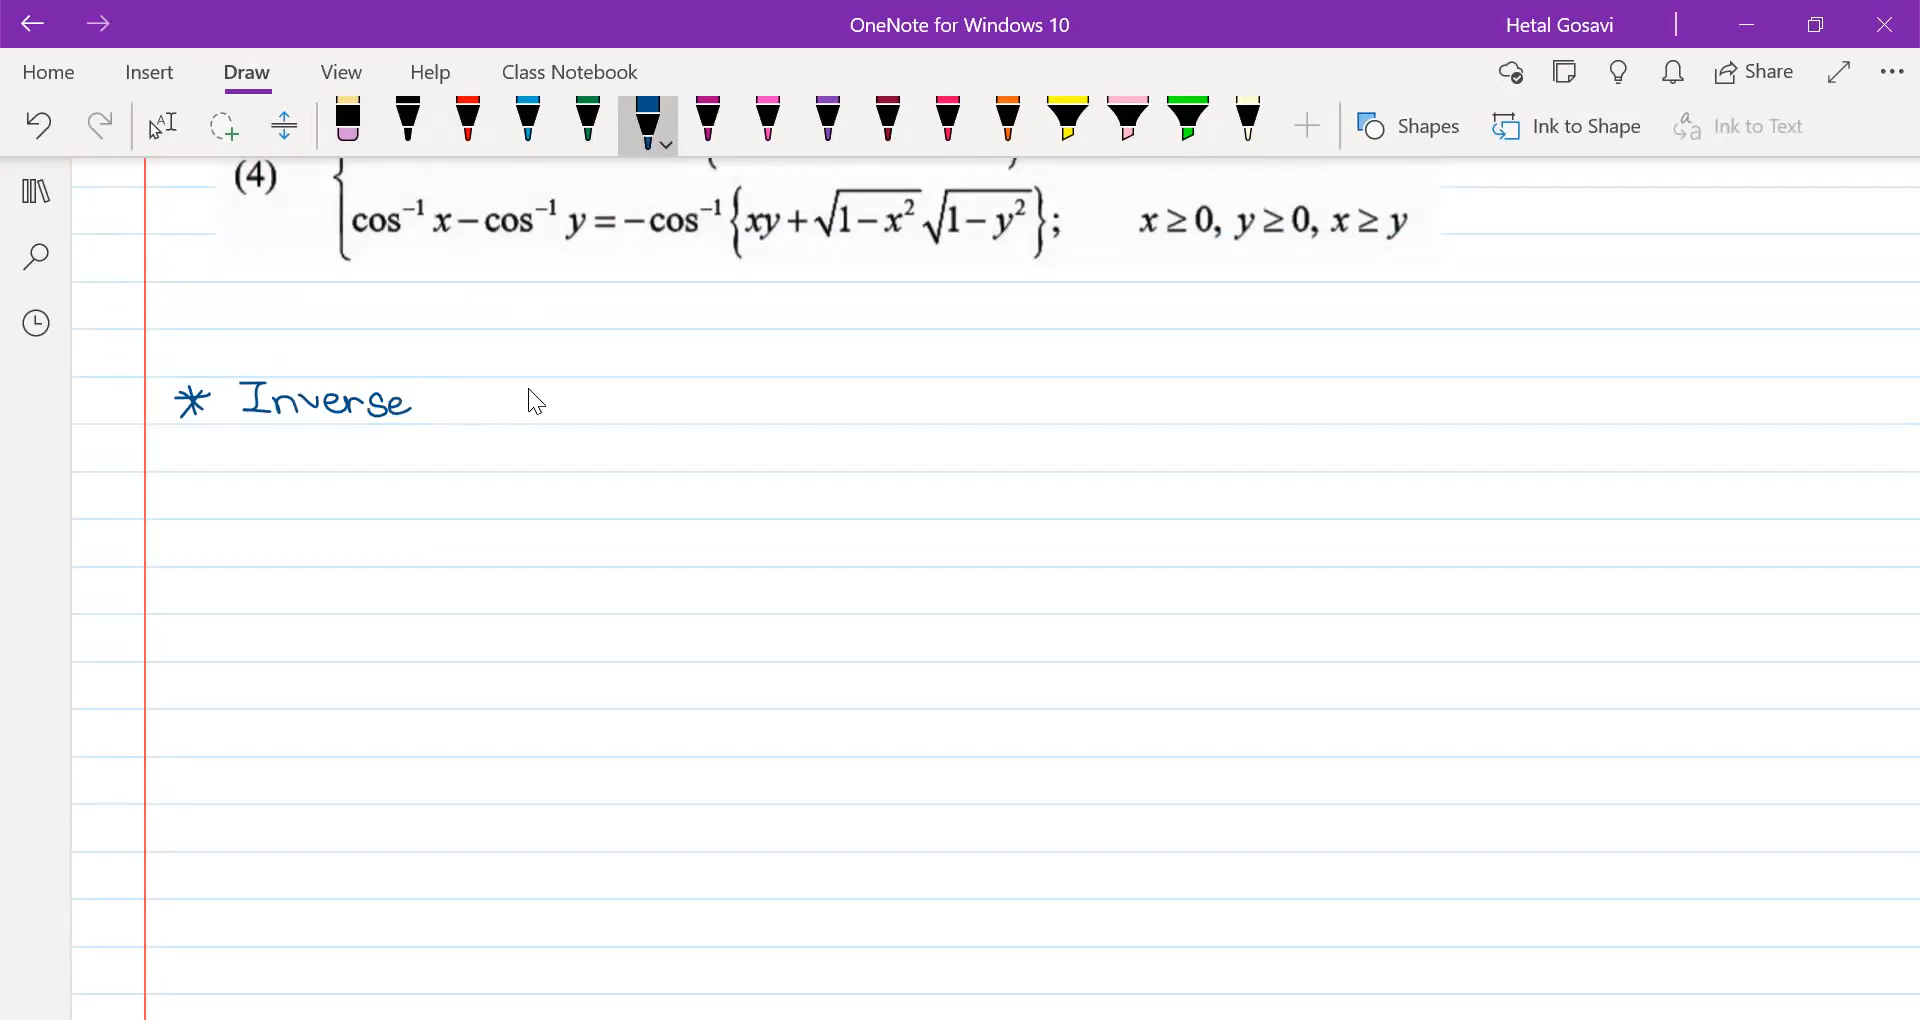 OneNote for Windows 10
Hetal Gosavi
Home Insert Draw View Help Class Notebook
Share
Shapes
Ink to Shape
Ink to Text
(4)
cos⁻¹ x − cos⁻¹ y = −cos⁻¹ {xy + √1−x² √1−y²}; x ≥ 0, y ≥ 0, x ≥ y
* Inverse